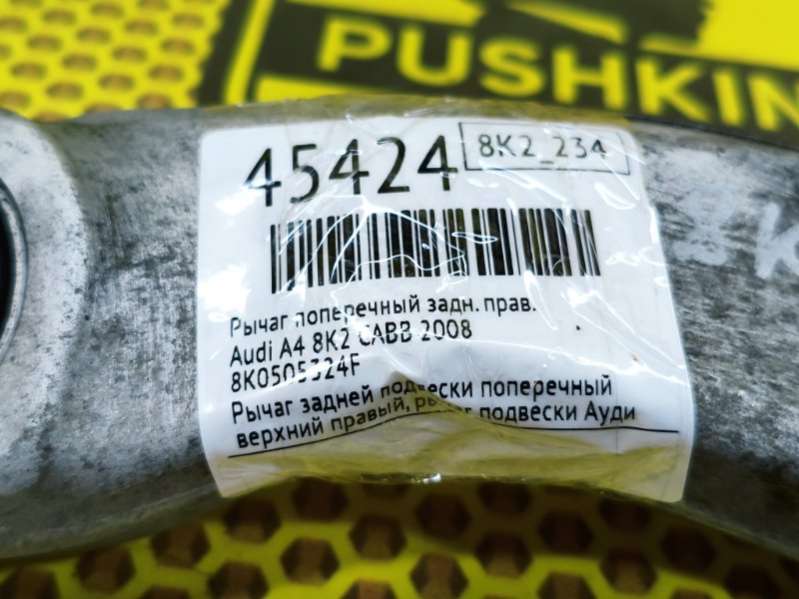 PUSHKIN
45424
8K2_234
Рычаг поперечный задн. прав.
Audi A4 8K2 CABB 2008
8K0505324F
Рычаг задней подвески поперечный
верхний правый, рычаг подвески Ауди